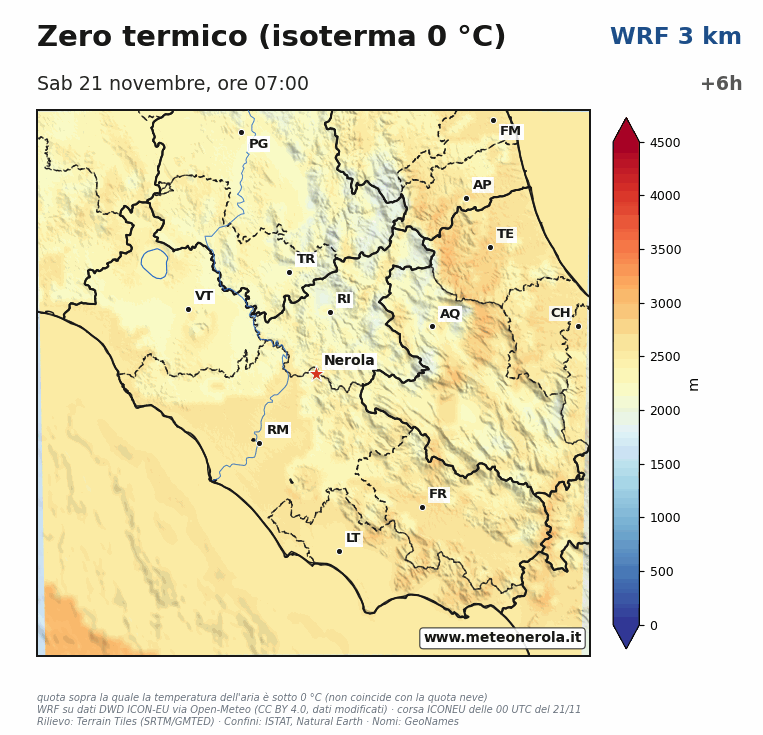 Zero termico (isoterma 0 °C)
WRF 3 km
Sab 21 novembre, ore 07:00
+6h
FM
PG
AP
TE
TR
VT
RI
AQ
CH
Nerola
RM
FR
LT
4500
4000
3500
3000
2500
2000
1500
1000
500
0
m
www.meteonerola.it
quota sopra la quale la temperatura dell'aria è sotto 0 °C (non coincide con la quota neve)
WRF su dati DWD ICON-EU via Open-Meteo (CC BY 4.0, dati modificati) · corsa ICONEU delle 00 UTC del 21/11
Rilievo: Terrain Tiles (SRTM/GMTED) · Confini: ISTAT, Natural Earth · Nomi: GeoNames